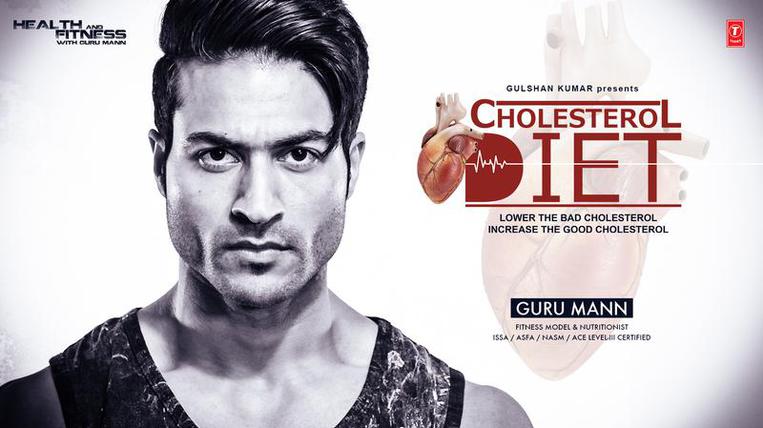 HEALTH AND
FITNESS
WITH GURU MANN
T
GULSHAN KUMAR presents
CHOLESTEROL
DIET
LOWER THE BAD CHOLESTEROL
INCREASE THE GOOD CHOLESTEROL
GURU MANN
FITNESS MODEL & NUTRITIONIST
ISSA / ASFA / NASM / ACE LEVEL-III CERTIFIED